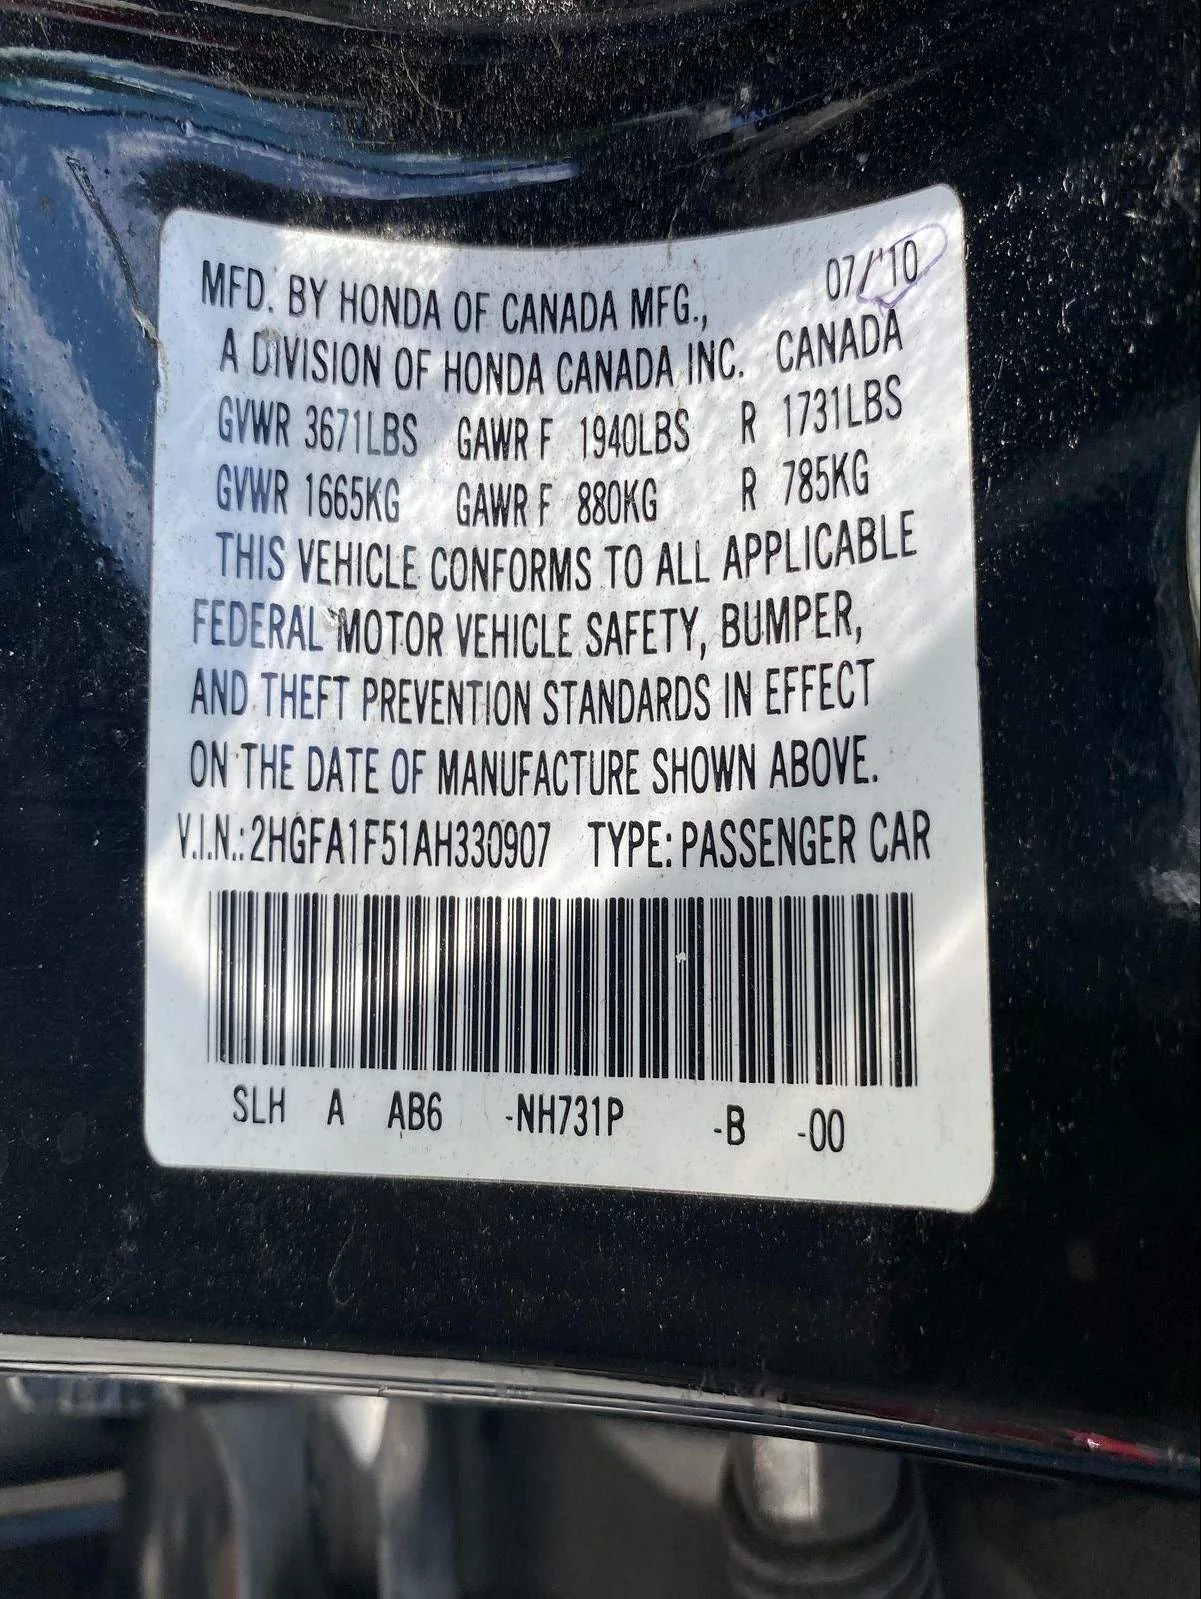 07/'10
MFD. BY HONDA OF CANADA MFG.,
A DIVISION OF HONDA CANADA INC. CANADA
GVWR 3671LBS GAWR F 1940LBS R 1731LBS
GVWR 1665KG GAWR F 880KG R 785KG
THIS VEHICLE CONFORMS TO ALL APPLICABLE
FEDERAL MOTOR VEHICLE SAFETY, BUMPER,
AND THEFT PREVENTION STANDARDS IN EFFECT
ON THE DATE OF MANUFACTURE SHOWN ABOVE.
V.I.N.: 2HGFA1F51AH330907 TYPE: PASSENGER CAR
SLH A AB6 -NH731P -B -00